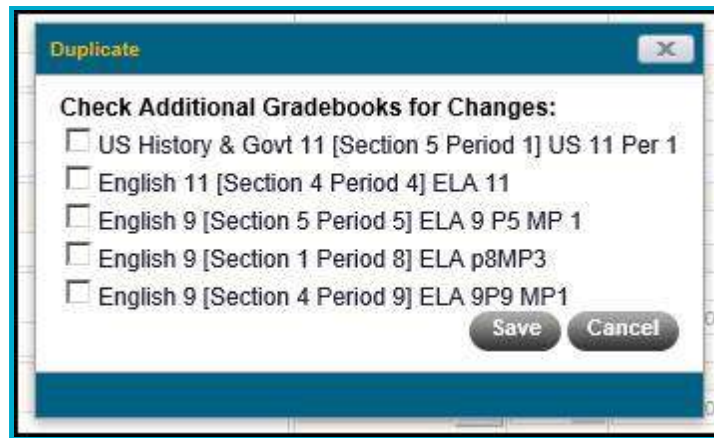 Duplicate
X
Check Additional Gradebooks for Changes:
US History & Govt 11 [Section 5 Period 1] US 11 Per 1
English 11 [Section 4 Period 4] ELA 11
English 9 [Section 5 Period 5] ELA 9 P5 MP 1
English 9 [Section 1 Period 8] ELA p8MP3
English 9 [Section 4 Period 9] ELA 9P9 MP1
Save Cancel